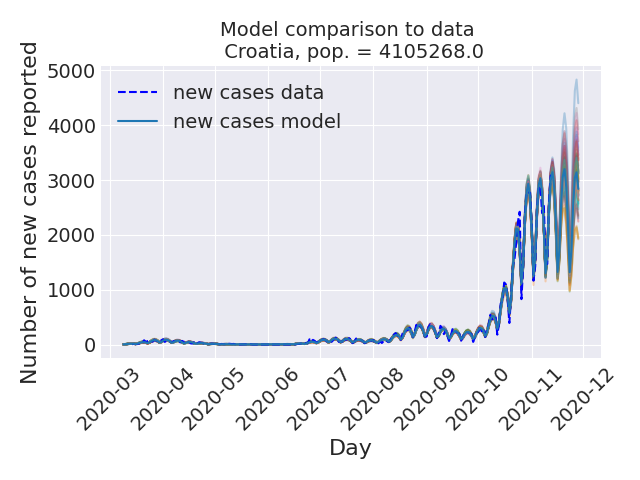 Model comparison to data
Croatia, pop. = 4105268.0
Number of new cases reported
5000
4000
3000
2000
1000
0
new cases data
new cases model
2020-03
2020-04
2020-05
2020-06
2020-07
2020-08
2020-09
2020-10
2020-11
2020-12
Day